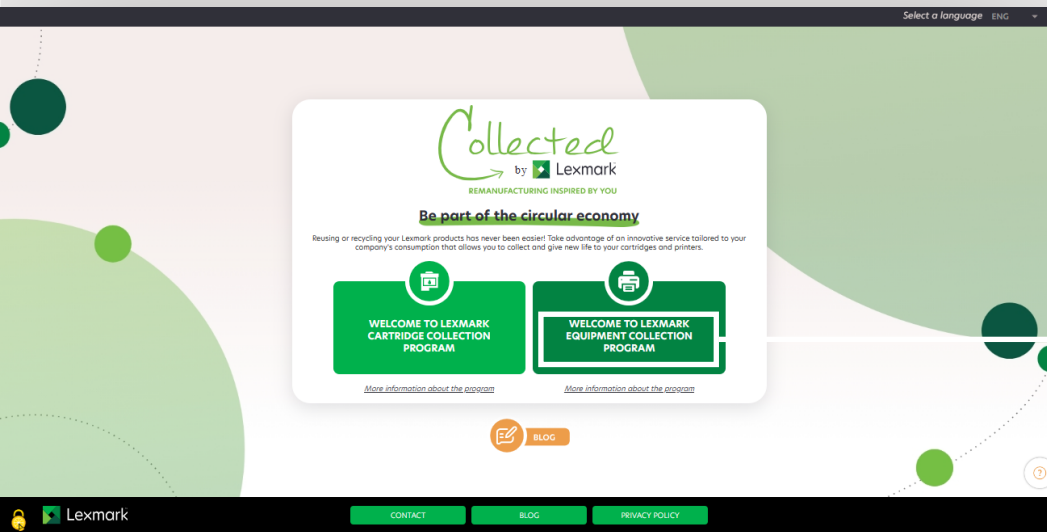 Select a language ENG
Collected
by Lexmark
REMANUFACTURING INSPIRED BY YOU
Be part of the circular economy
Reusing or recycling your Lexmark products has never been easier! Take advantage of an innovative service tailored to your
company's consumption that allows you to collect and give new life to your cartridges and printers.
WELCOME TO LEXMARK
CARTRIDGE COLLECTION
PROGRAM
WELCOME TO LEXMARK
EQUIPMENT COLLECTION
PROGRAM
More information about the program
More information about the program
BLOG
?
Lexmark
CONTACT
BLOG
PRIVACY POLICY